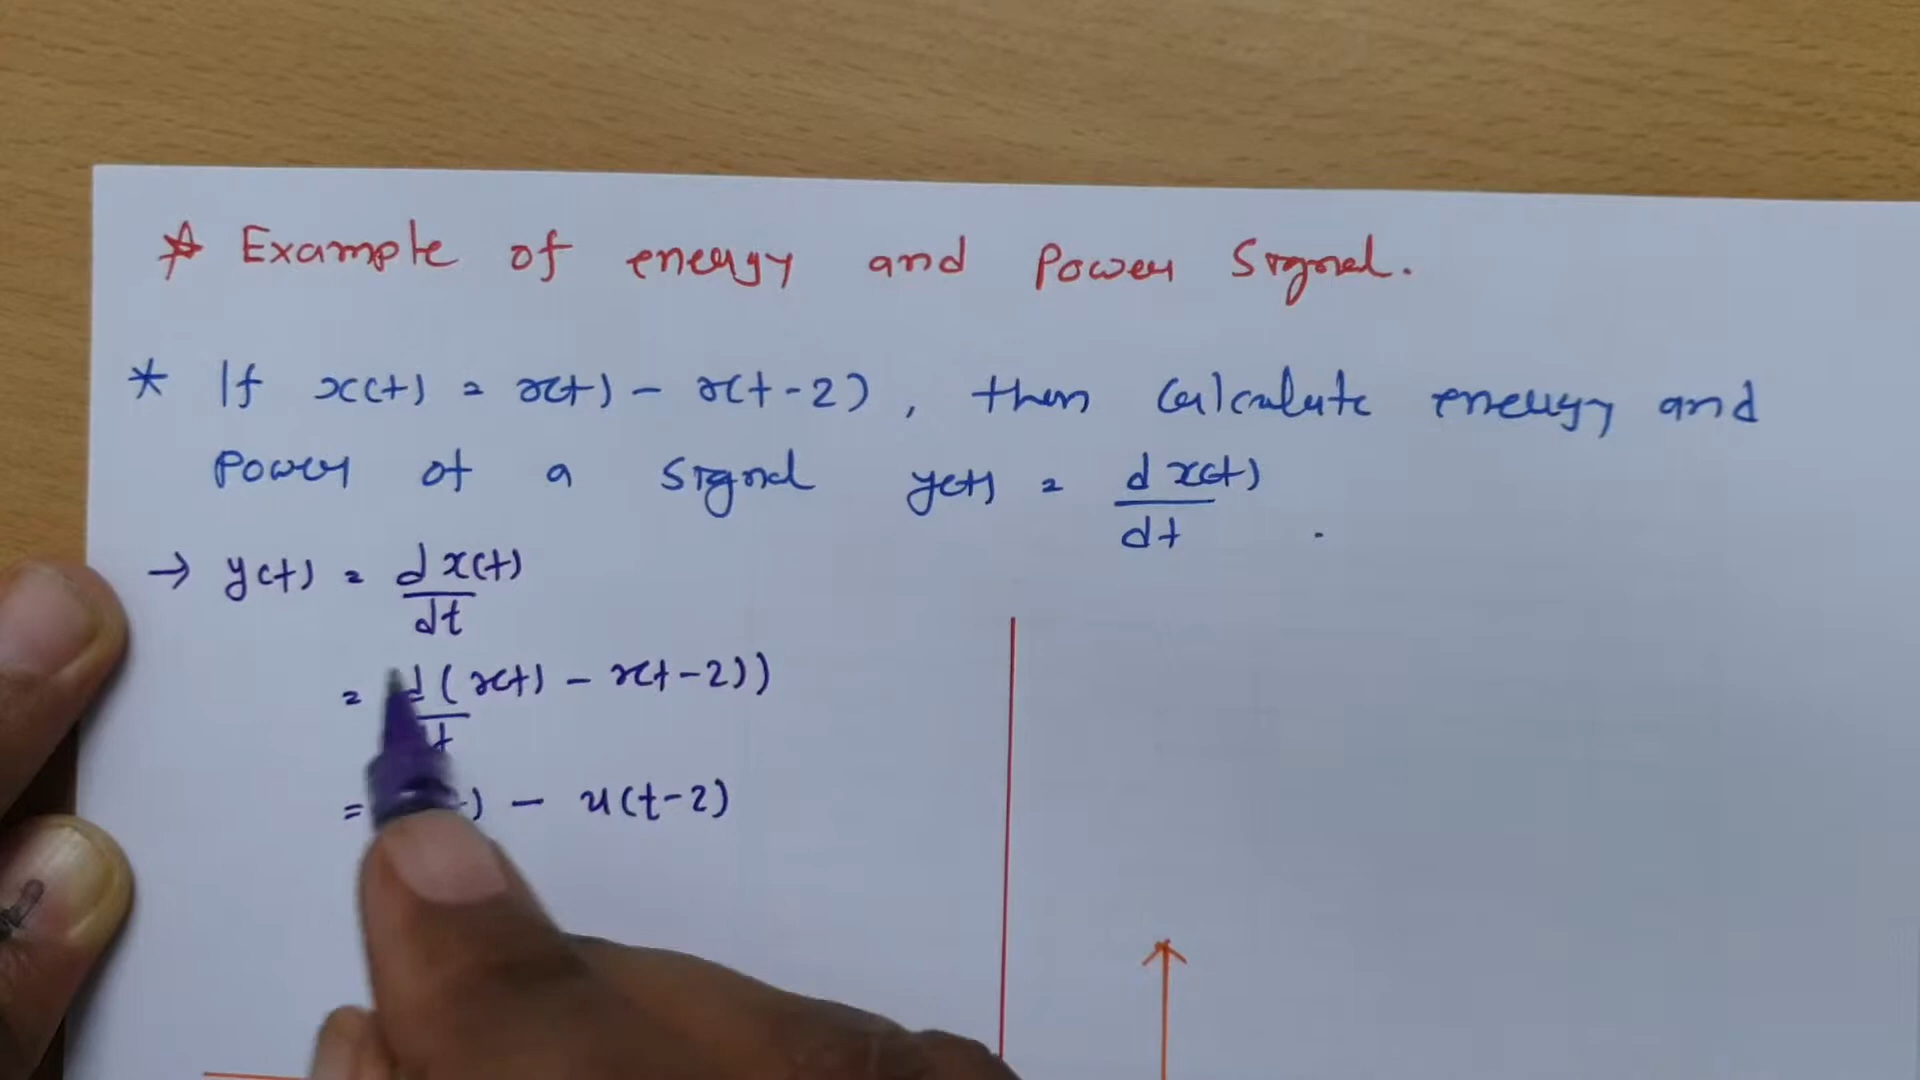 * Example of energy and Power Signal.
* If x(t) = r(t) - r(t-2), then calculate energy and
Power of a signal y(t) = d x(t)
dt .
→ y(t) = d x(t)
dt
= d(r(t) - r(t-2))
= ) - u(t-2)